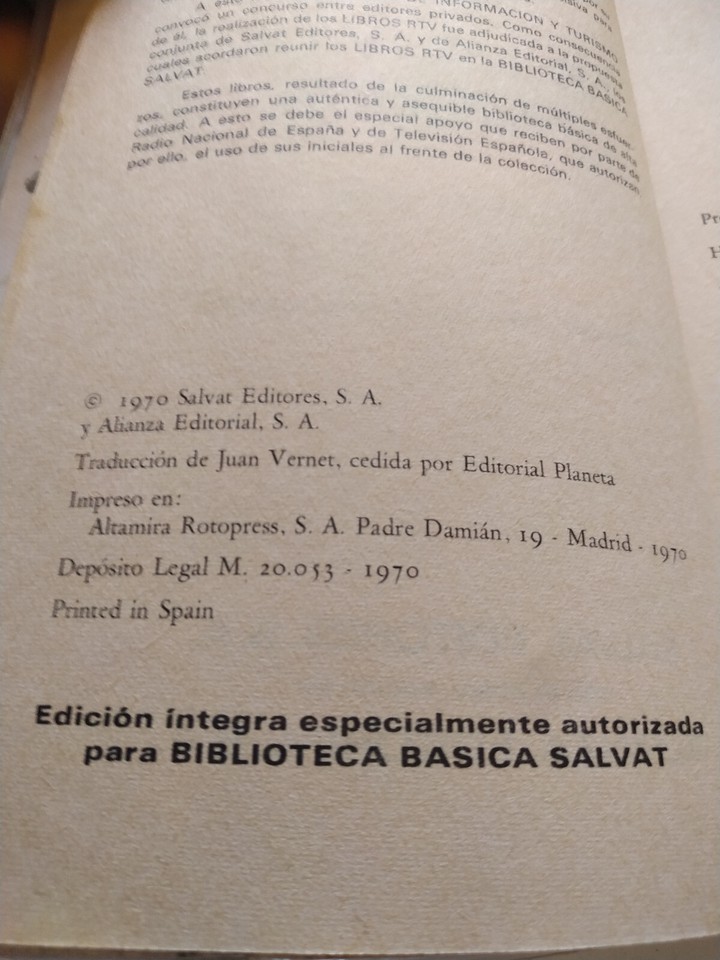 A este
INFORMACION Y TURISMO
convocó un concurso entre editores privados. Como consecuencia
de él, la realización de los LIBROS RTV fue adjudicada a la propuesta
conjunta de Salvat Editores, S. A. y de Alianza Editorial, S. A., los
cuales acordaron reunir los LIBROS RTV en la BIBLIOTECA BASICA
SALVAT.
Estos libros, resultado de la culminación de múltiples esfuer-
zos, constituyen una auténtica y asequible biblioteca básica de alta
calidad. A esto se debe el especial apoyo que reciben por parte de
Radio Nacional de España y de Televisión Española, que autorizan
por ello, el uso de sus iniciales al frente de la colección.
© 1970 Salvat Editores, S. A.
y Alianza Editorial, S. A.
Traducción de Juan Vernet, cedida por Editorial Planeta
Impreso en:
Altamira Rotopress, S. A. Padre Damián, 19 - Madrid - 1970
Depósito Legal M. 20.053 - 1970
Printed in Spain
Edición íntegra especialmente autorizada
para BIBLIOTECA BASICA SALVAT